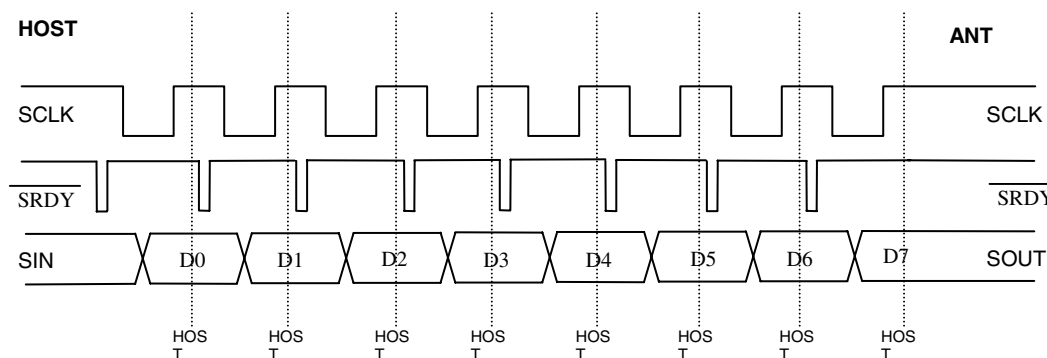 HOST ANT
SCLK SCLK
SRDY SRDY
SIN D0 D1 D2 D3 D4 D5 D6 D7 SOUT
HOS HOS HOS HOS HOS HOS HOS HOS
T T T T T T T T